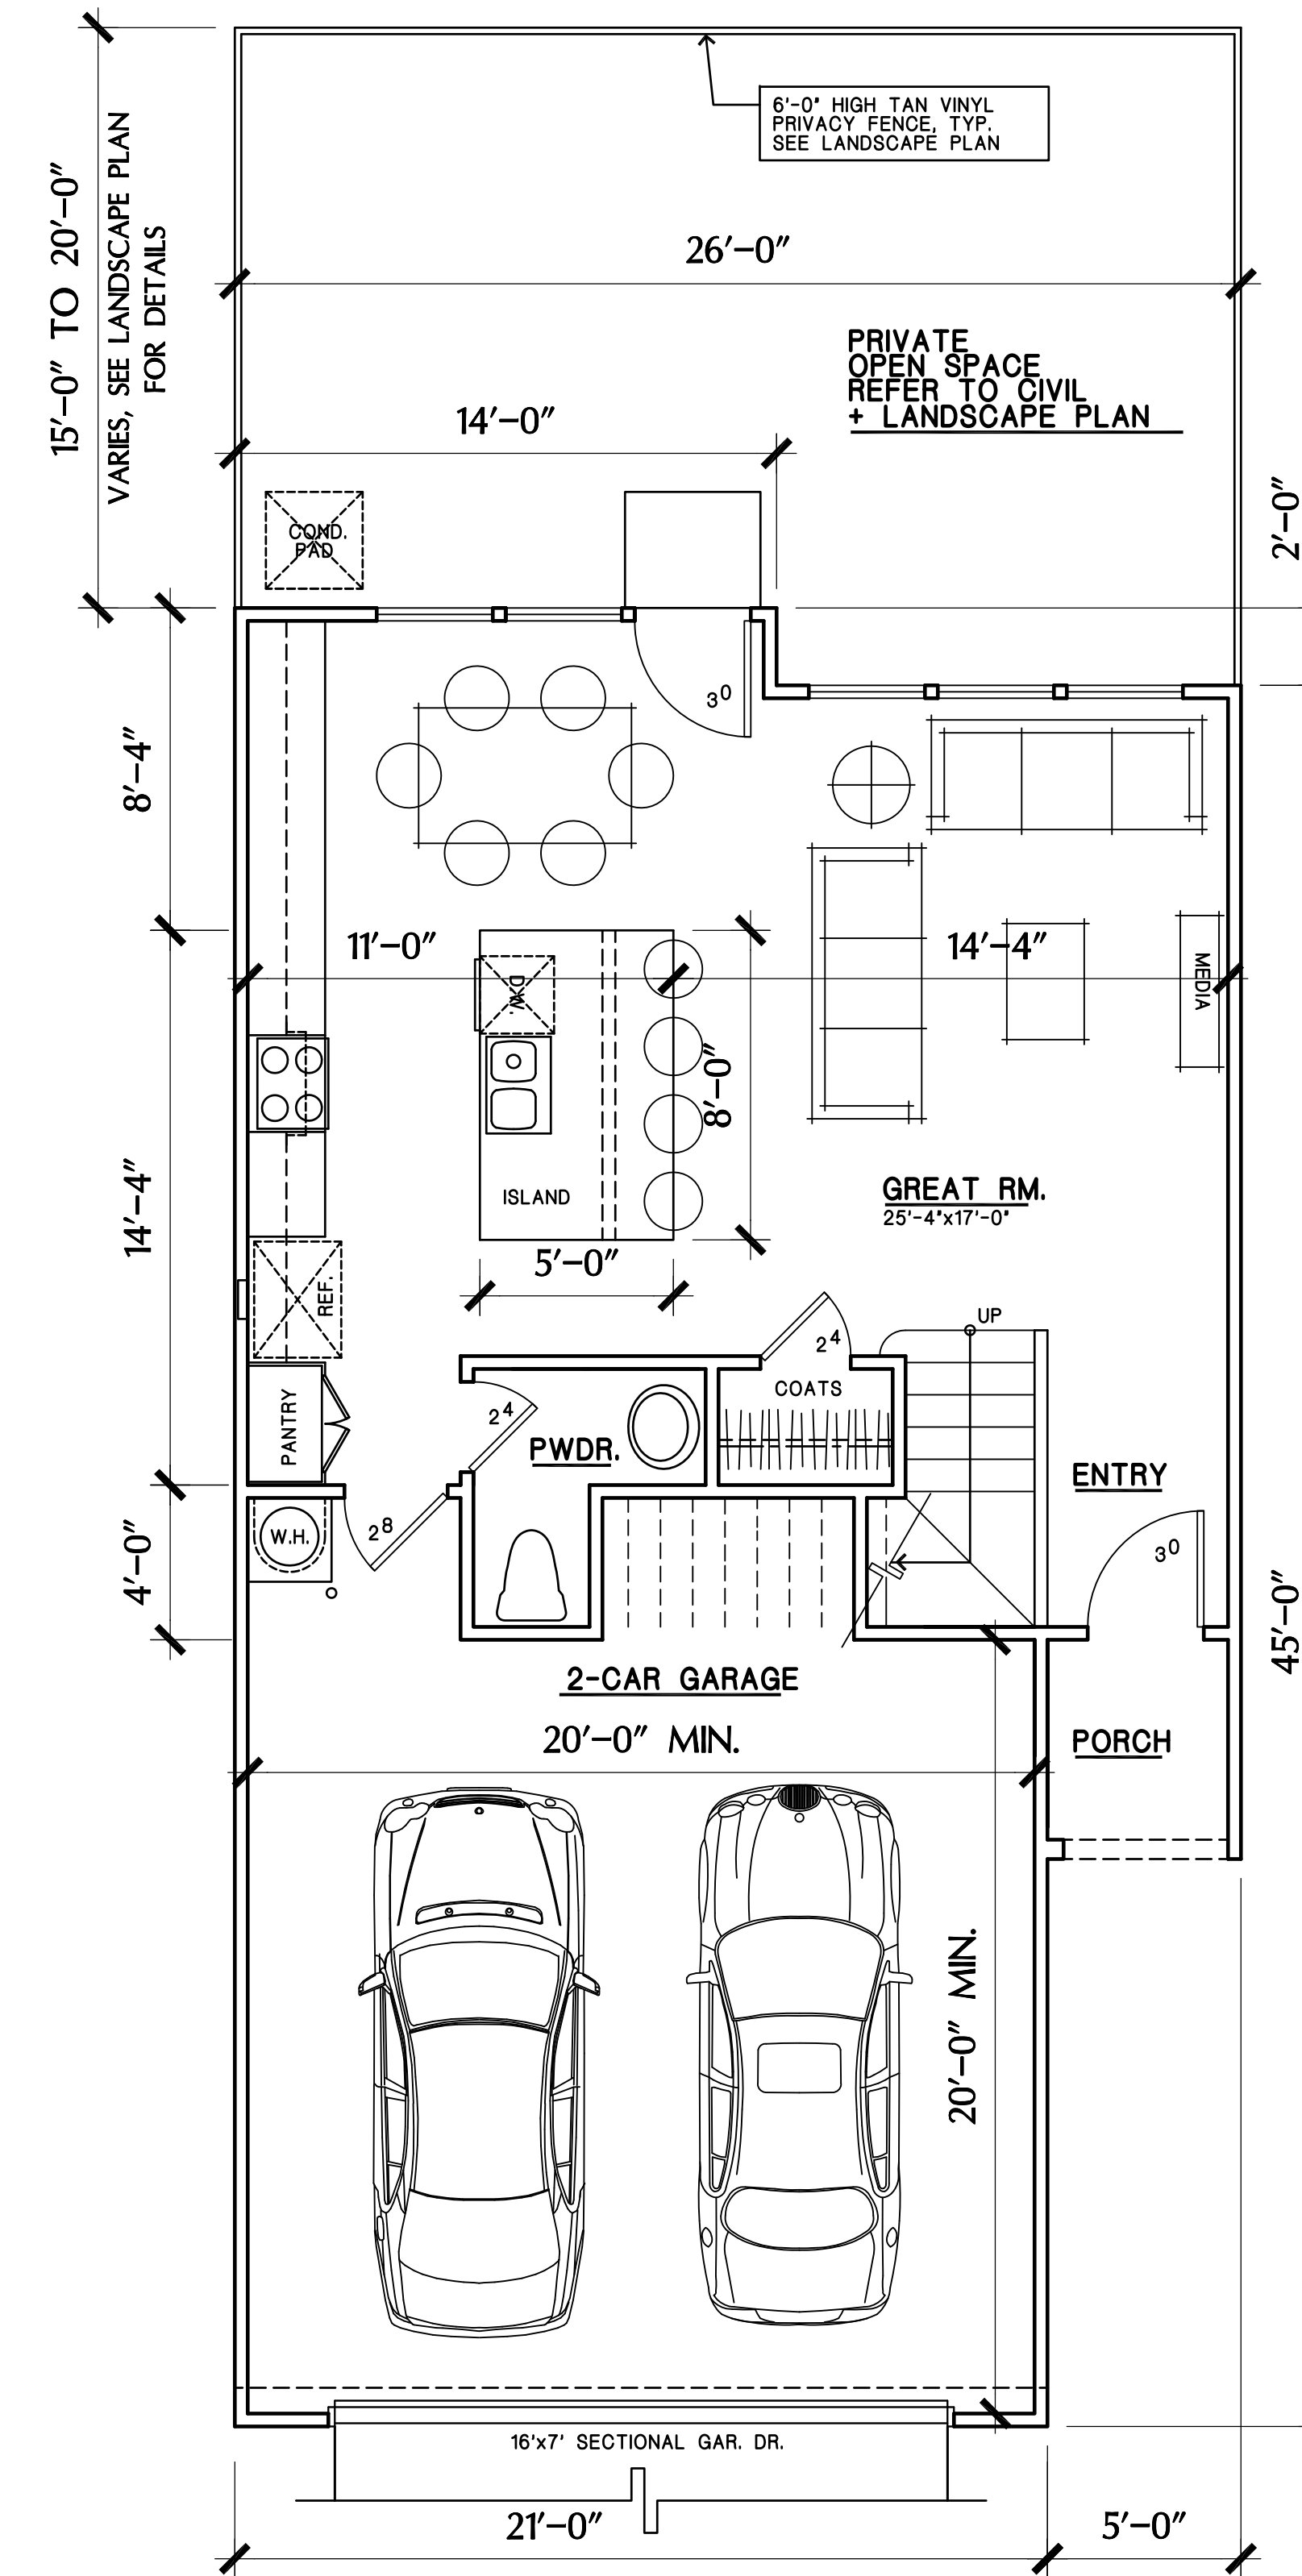 6'-0" HIGH TAN VINYL
PRIVACY FENCE, TYP.
SEE LANDSCAPE PLAN
15'-0" TO 20'-0"
VARIES, SEE LANDSCAPE PLAN
FOR DETAILS
26'-0"
PRIVATE
OPEN SPACE
REFER TO CIVIL
+ LANDSCAPE PLAN
14'-0"
2'-0"
COND.
PAD
3⁰
8'-4"
11'-0"
14'-4"
MEDIA
D.W.
8'-0"
14'-4"
ISLAND
GREAT RM.
25'-4"x17'-0"
5'-0"
REF.
UP
2⁴
COATS
PANTRY
2⁴
PWDR.
ENTRY
W.H.
2⁸
3⁰
4'-0"
45'-0"
2-CAR GARAGE
20'-0" MIN.
PORCH
20'-0" MIN.
16'x7' SECTIONAL GAR. DR.
21'-0"
5'-0"